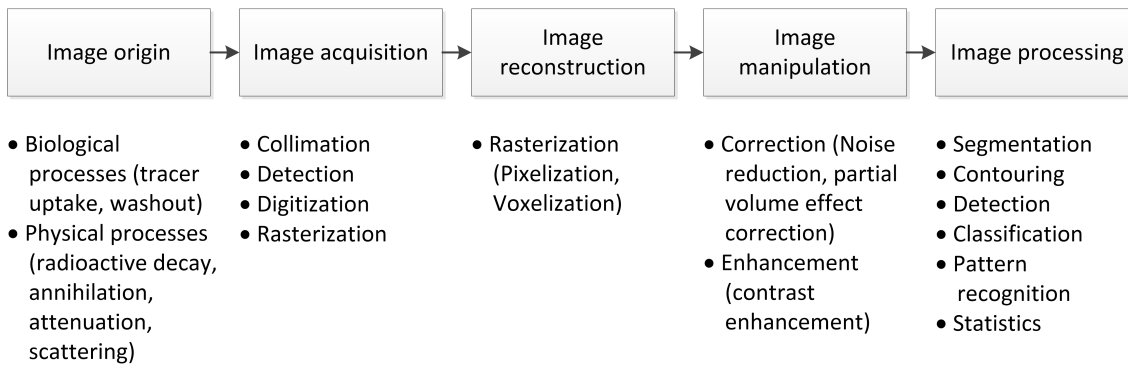 Image origin
Image acquisition
Image
reconstruction
Image
manipulation
Image processing
• Biological
processes (tracer
uptake, washout)
• Physical processes
(radioactive decay,
annihilation,
attenuation,
scattering)
• Collimation
• Detection
• Digitization
• Rasterization
• Rasterization
(Pixelization,
Voxelization)
• Correction (Noise
reduction, partial
volume effect
correction)
• Enhancement
(contrast
enhancement)
• Segmentation
• Contouring
• Detection
• Classification
• Pattern
recognition
• Statistics